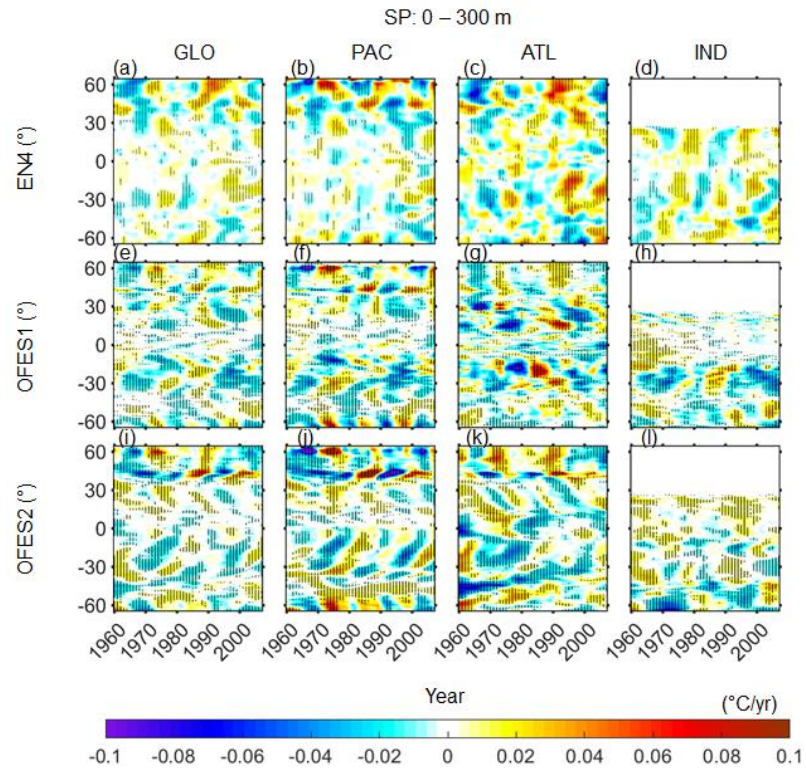 SP: 0 – 300 m
GLO PAC ATL IND
(a) (b) (c) (d)
60
30
0
-30
-60
EN4 (°)
(e) (f) (g) (h)
60
30
0
-30
-60
OFES1 (°)
(i) (j) (k) (l)
60
30
0
-30
-60
OFES2 (°)
1960 1970 1980 1990 2000 1960 1970 1980 1990 2000 1960 1970 1980 1990 2000 1960 1970 1980 1990 2000
Year
(°C/yr)
-0.1 -0.08 -0.06 -0.04 -0.02 0 0.02 0.04 0.06 0.08 0.1